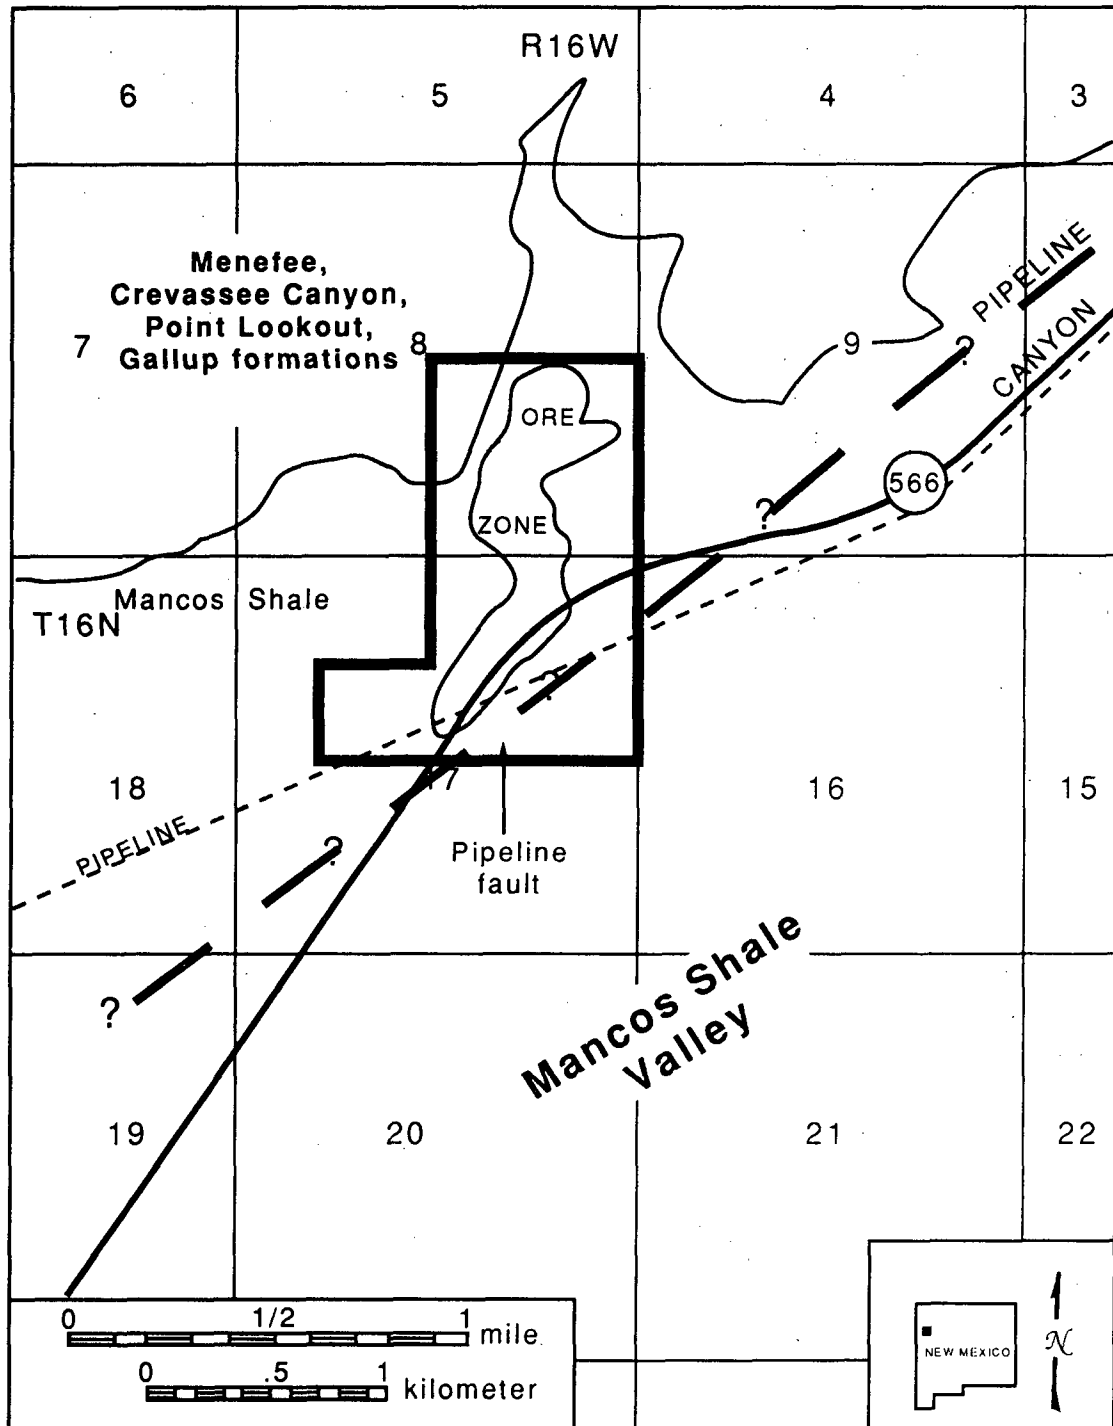 R16W
6
5
4
3
Menefee,
Crevassee Canyon,
Point Lookout,
Gallup formations
7
8
9
PIPELINE
CANYON
?
ORE
566
?
ZONE
Mancos Shale
T16N
?
18
17
16
15
PIPELINE
?
Pipeline
fault
Mancos Shale
Valley
?
19
20
21
22
0 1/2 1
mile
0 .5 1
kilometer
NEW MEXICO
N